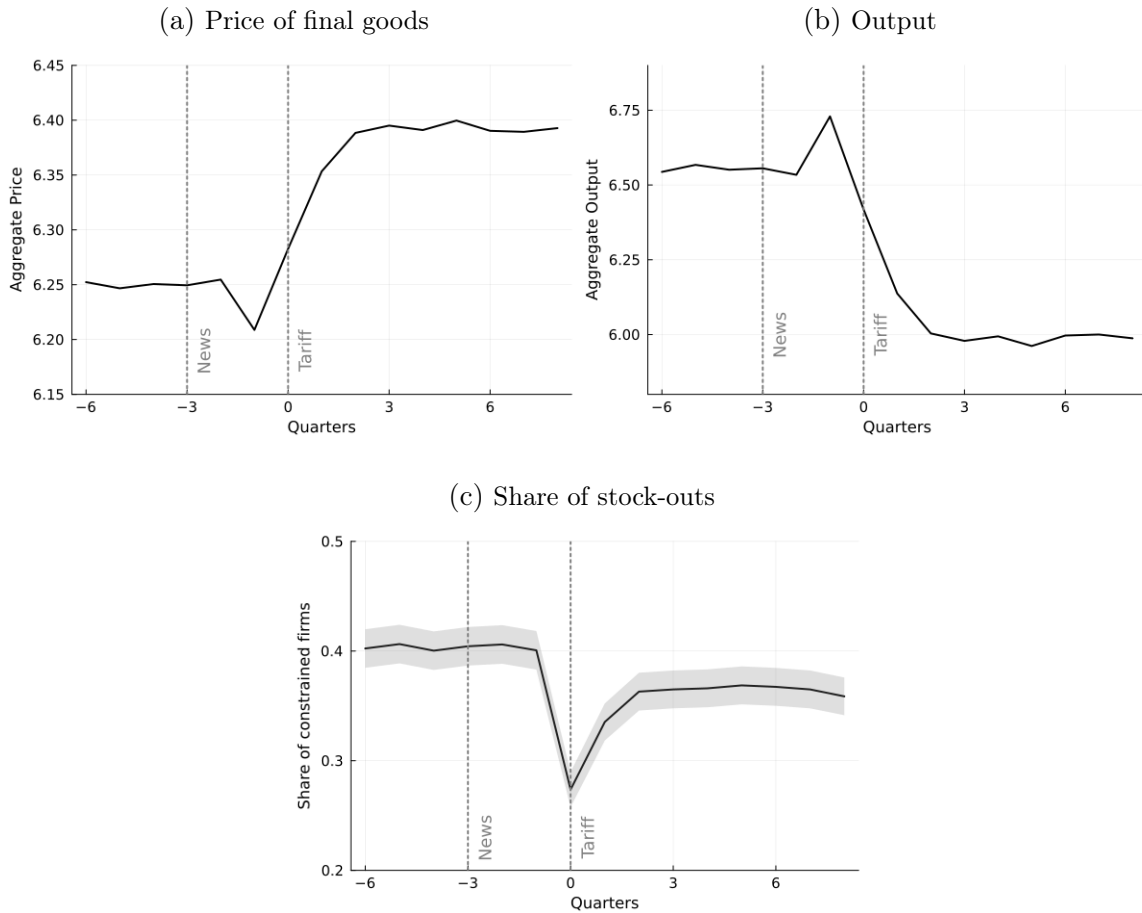 (a) Price of final goods
6.45
6.40
6.35
6.30
6.25
6.20
6.15
Aggregate Price
News
Tariff
−6
−3
0
3
6
Quarters
(b) Output
6.75
6.50
6.25
6.00
Aggregate Output
News
Tariff
−6
−3
0
3
6
Quarters
(c) Share of stock-outs
0.5
0.4
0.3
0.2
Share of constrained firms
News
Tariff
−6
−3
0
3
6
Quarters